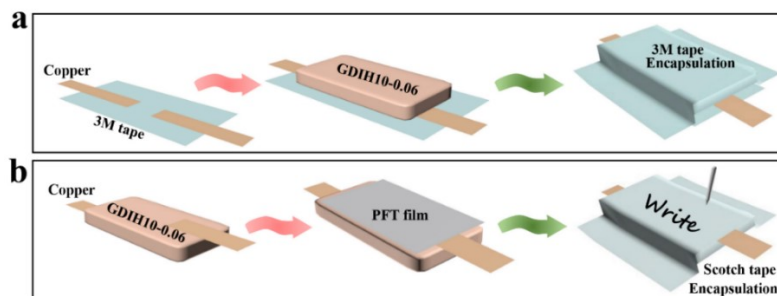 a
Copper
3M tape
GDIH10-0.06
3M tape
Encapsulation
b
Copper
GDIH10-0.06
PFT film
Write
Scotch tape
Encapsulation